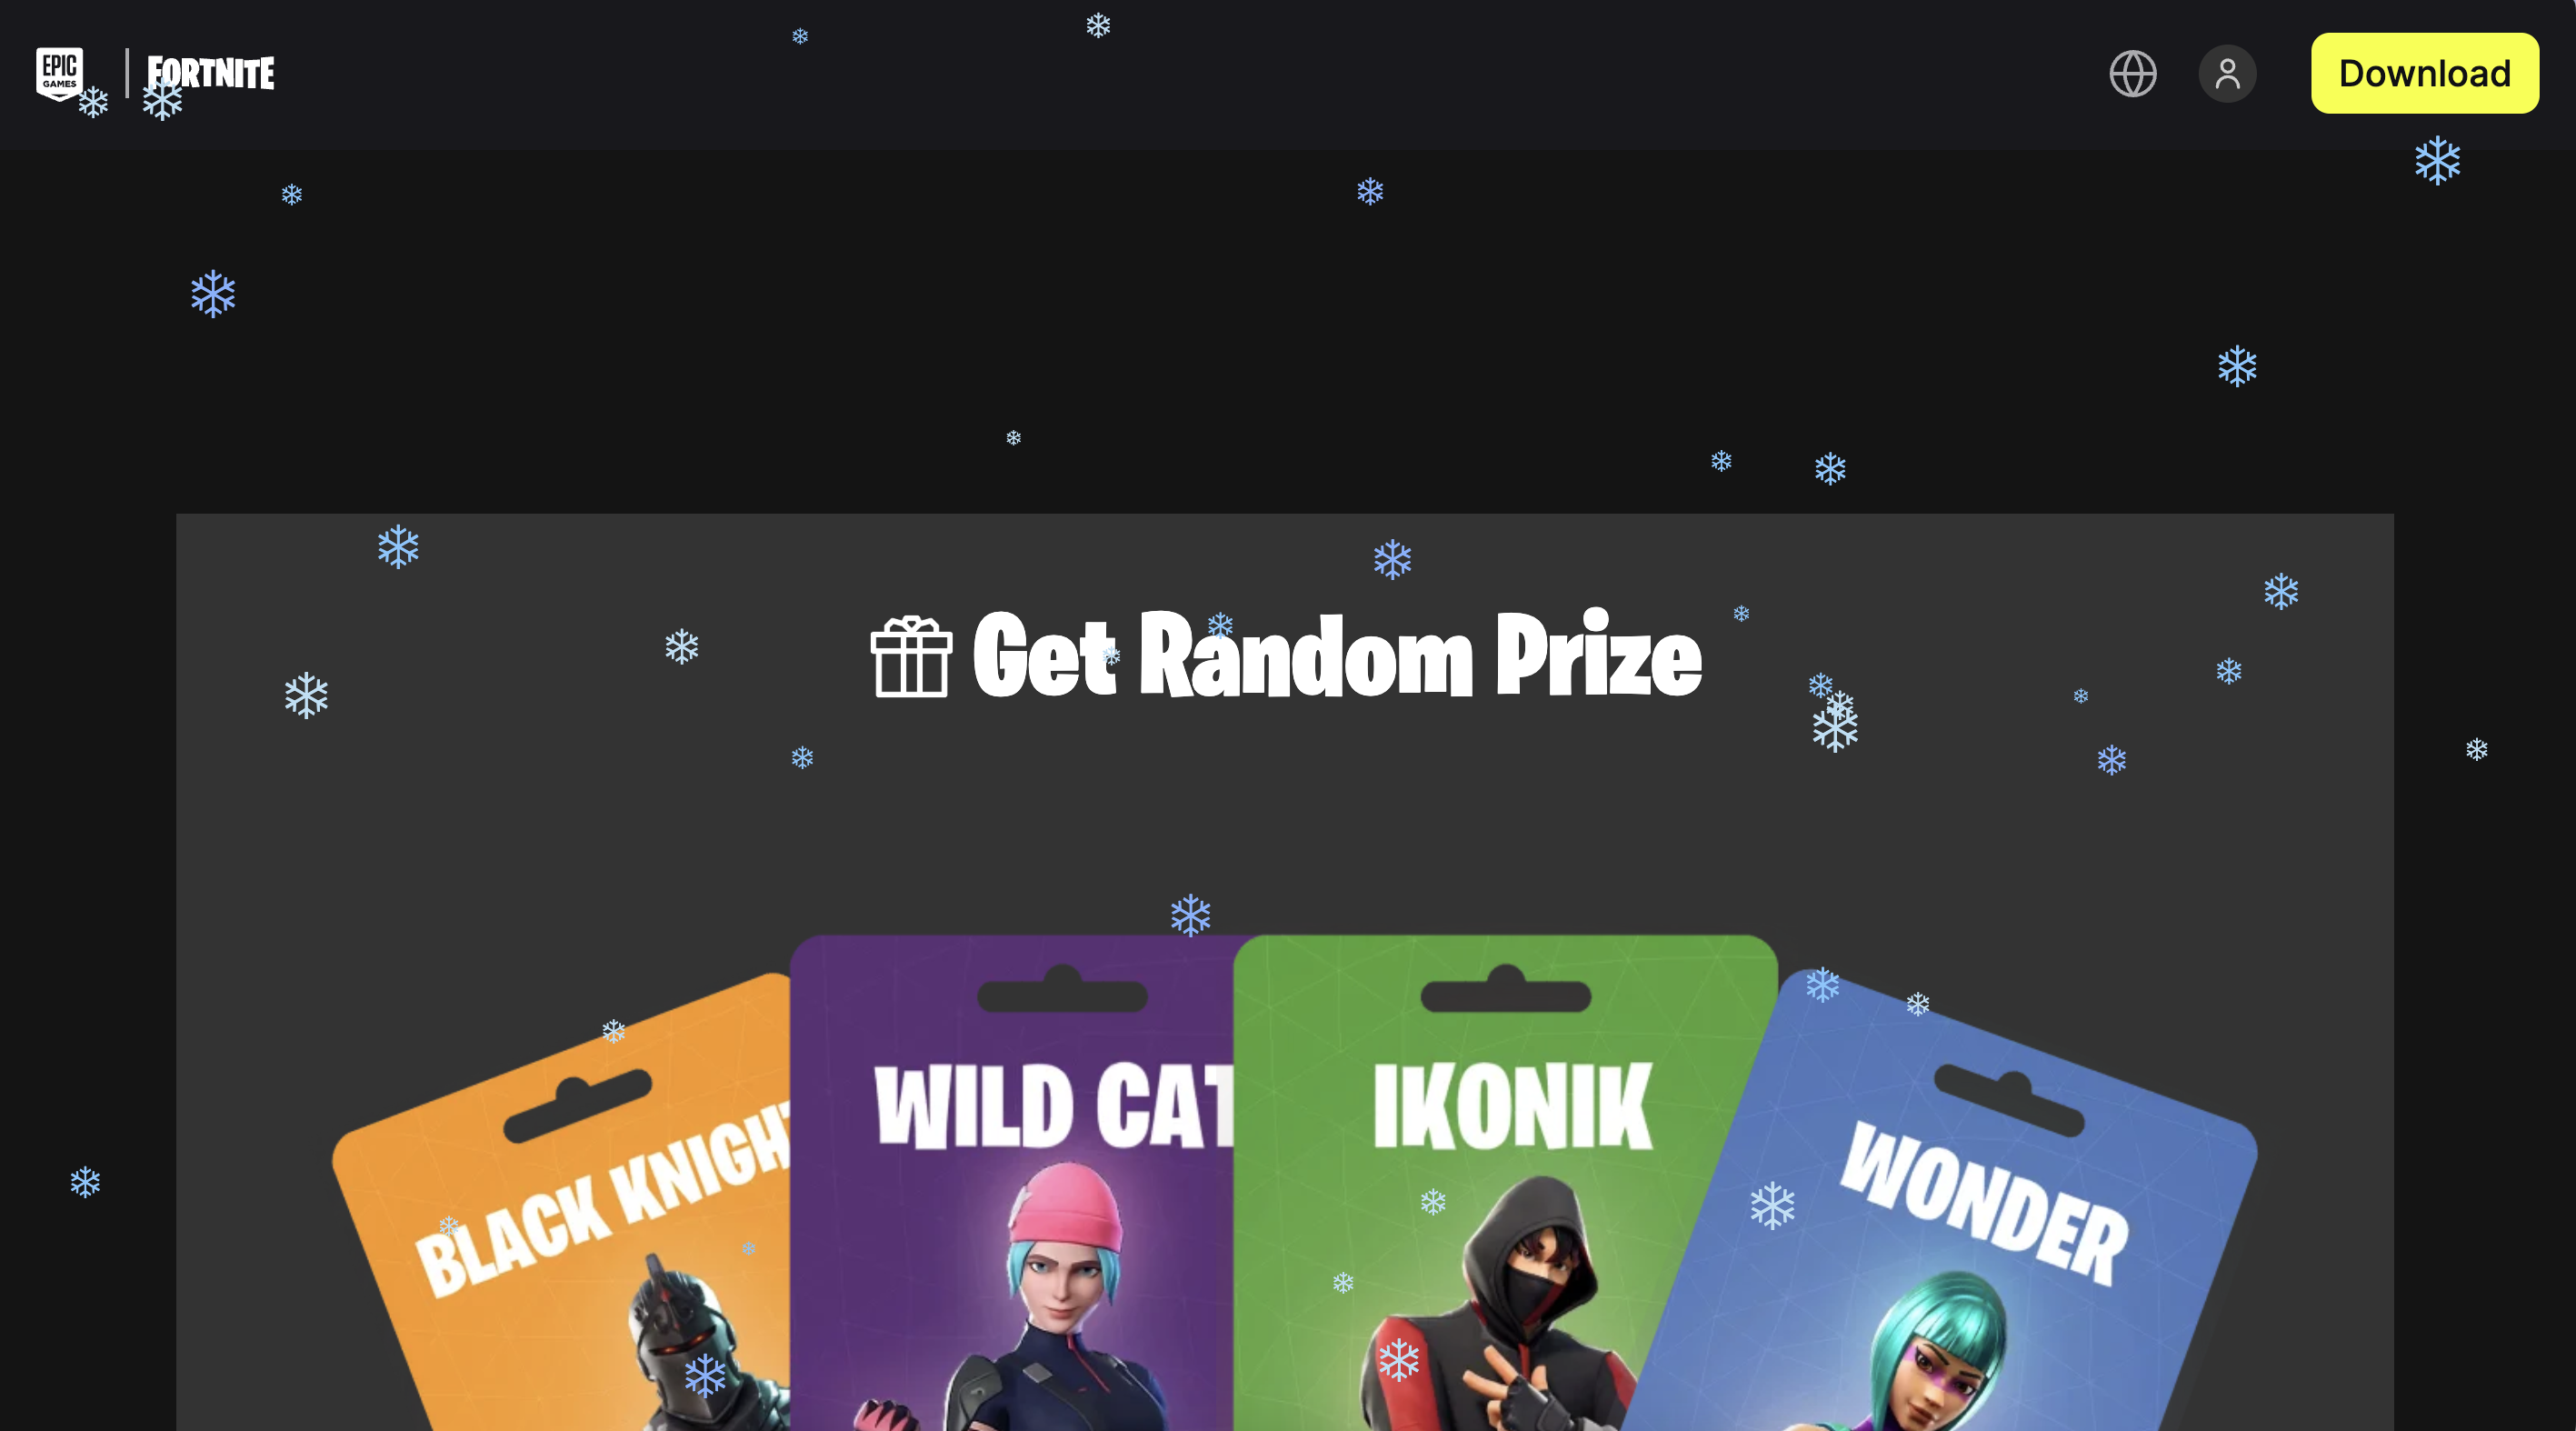 EPIC
GAMES
FORTNITE
Download
Get Random Prize
BLACK KNIGHT
WILD CAT
IKONIK
WONDER